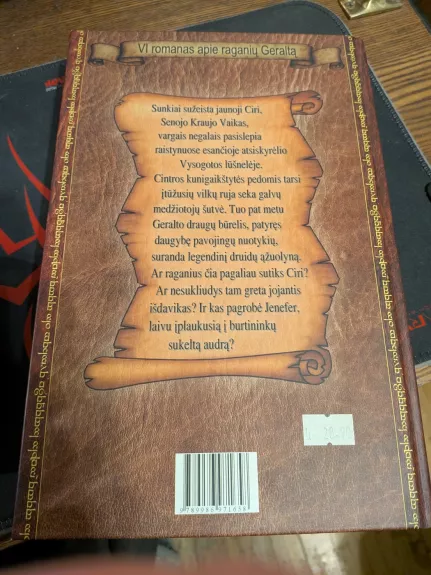 VI romanas apie raganių Geraltą
Sunkiai sužeista jaunoji Ciri,
Senojo Kraujo Vaikas,
vargais negalais pasislepia
raistynuose esančioje atsiskyrėlio
Vysogotos lūšnelėje.
Cintros kunigaikštytės pėdomis tarsi
įtūžusių vilkų ruja seka galvų
medžiotojų šutvė. Tuo pat metu
Geralto draugų būrelis, patyręs
daugybę pavojingų nuotykių,
suranda legendinį druidų ąžuolyną.
Ar raganius čia pagaliau sutiks Ciri?
Ar nesukliudys tam greta jojantis
išdavikas? Ir kas pagrobė Jenefer,
laivu įplaukusią į burtininkų
sukeltą audrą?